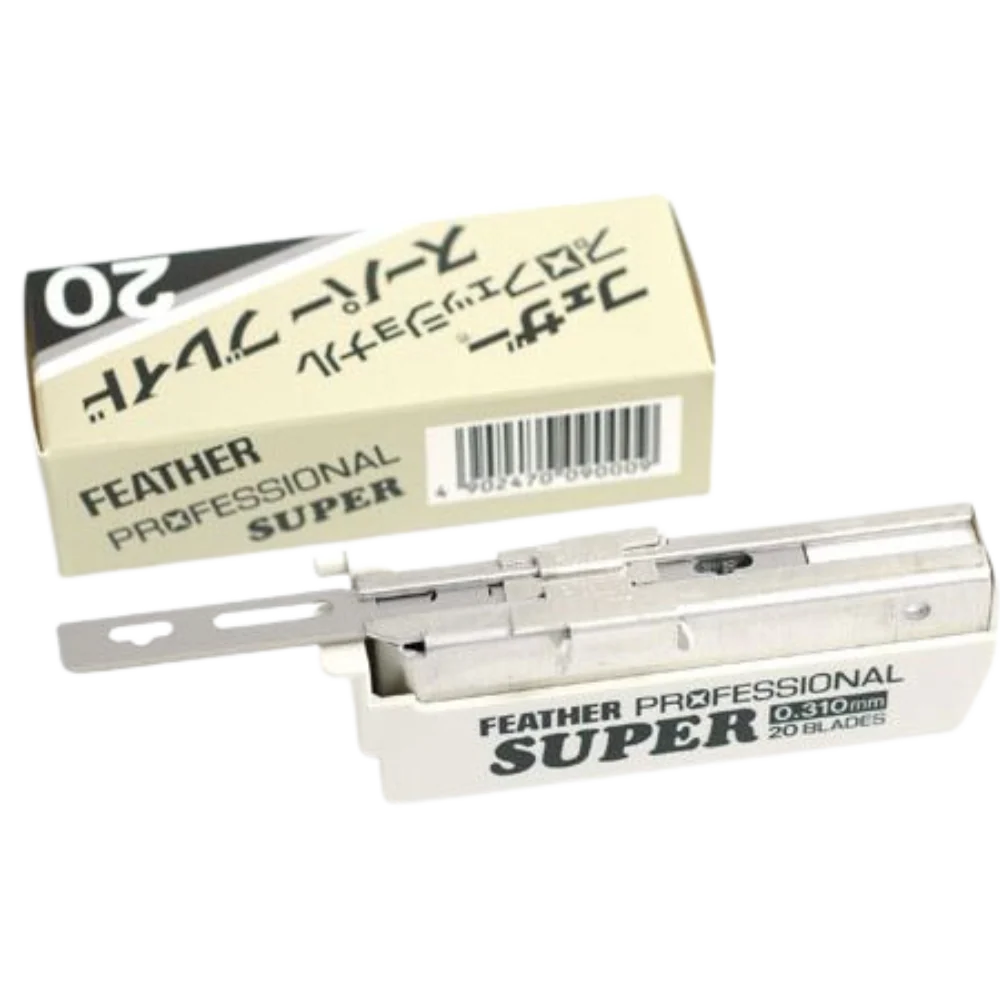 20
フェザー®
プロフェッショナル
スーパー ブレイド
FEATHER
PROFESSIONAL
SUPER
4 902470 090009
FEATHER PROFESSIONAL
SUPER 0.310mm
20 BLADES